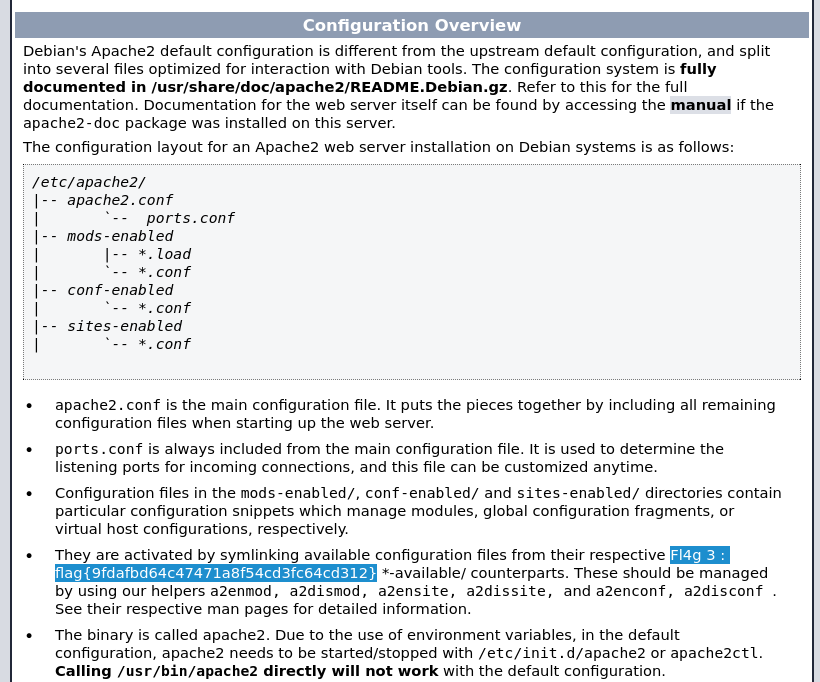 Configuration Overview
Debian's Apache2 default configuration is different from the upstream default configuration, and split
into several files optimized for interaction with Debian tools. The configuration system is fully
documented in /usr/share/doc/apache2/README.Debian.gz. Refer to this for the full
documentation. Documentation for the web server itself can be found by accessing the manual if the
apache2-doc package was installed on this server.
The configuration layout for an Apache2 web server installation on Debian systems is as follows:
/etc/apache2/
|-- apache2.conf
|       `--  ports.conf
|-- mods-enabled
|       |-- *.load
|       `-- *.conf
|-- conf-enabled
|       `-- *.conf
|-- sites-enabled
|       `-- *.conf
• apache2.conf is the main configuration file. It puts the pieces together by including all remaining
configuration files when starting up the web server.
• ports.conf is always included from the main configuration file. It is used to determine the
listening ports for incoming connections, and this file can be customized anytime.
• Configuration files in the mods-enabled/, conf-enabled/ and sites-enabled/ directories contain
particular configuration snippets which manage modules, global configuration fragments, or
virtual host configurations, respectively.
• They are activated by symlinking available configuration files from their respective Fl4g 3 :
flag{9fdafbd64c47471a8f54cd3fc64cd312} *-available/ counterparts. These should be managed
by using our helpers a2enmod, a2dismod, a2ensite, a2dissite, and a2enconf, a2disconf .
See their respective man pages for detailed information.
• The binary is called apache2. Due to the use of environment variables, in the default
configuration, apache2 needs to be started/stopped with /etc/init.d/apache2 or apache2ctl.
Calling /usr/bin/apache2 directly will not work with the default configuration.